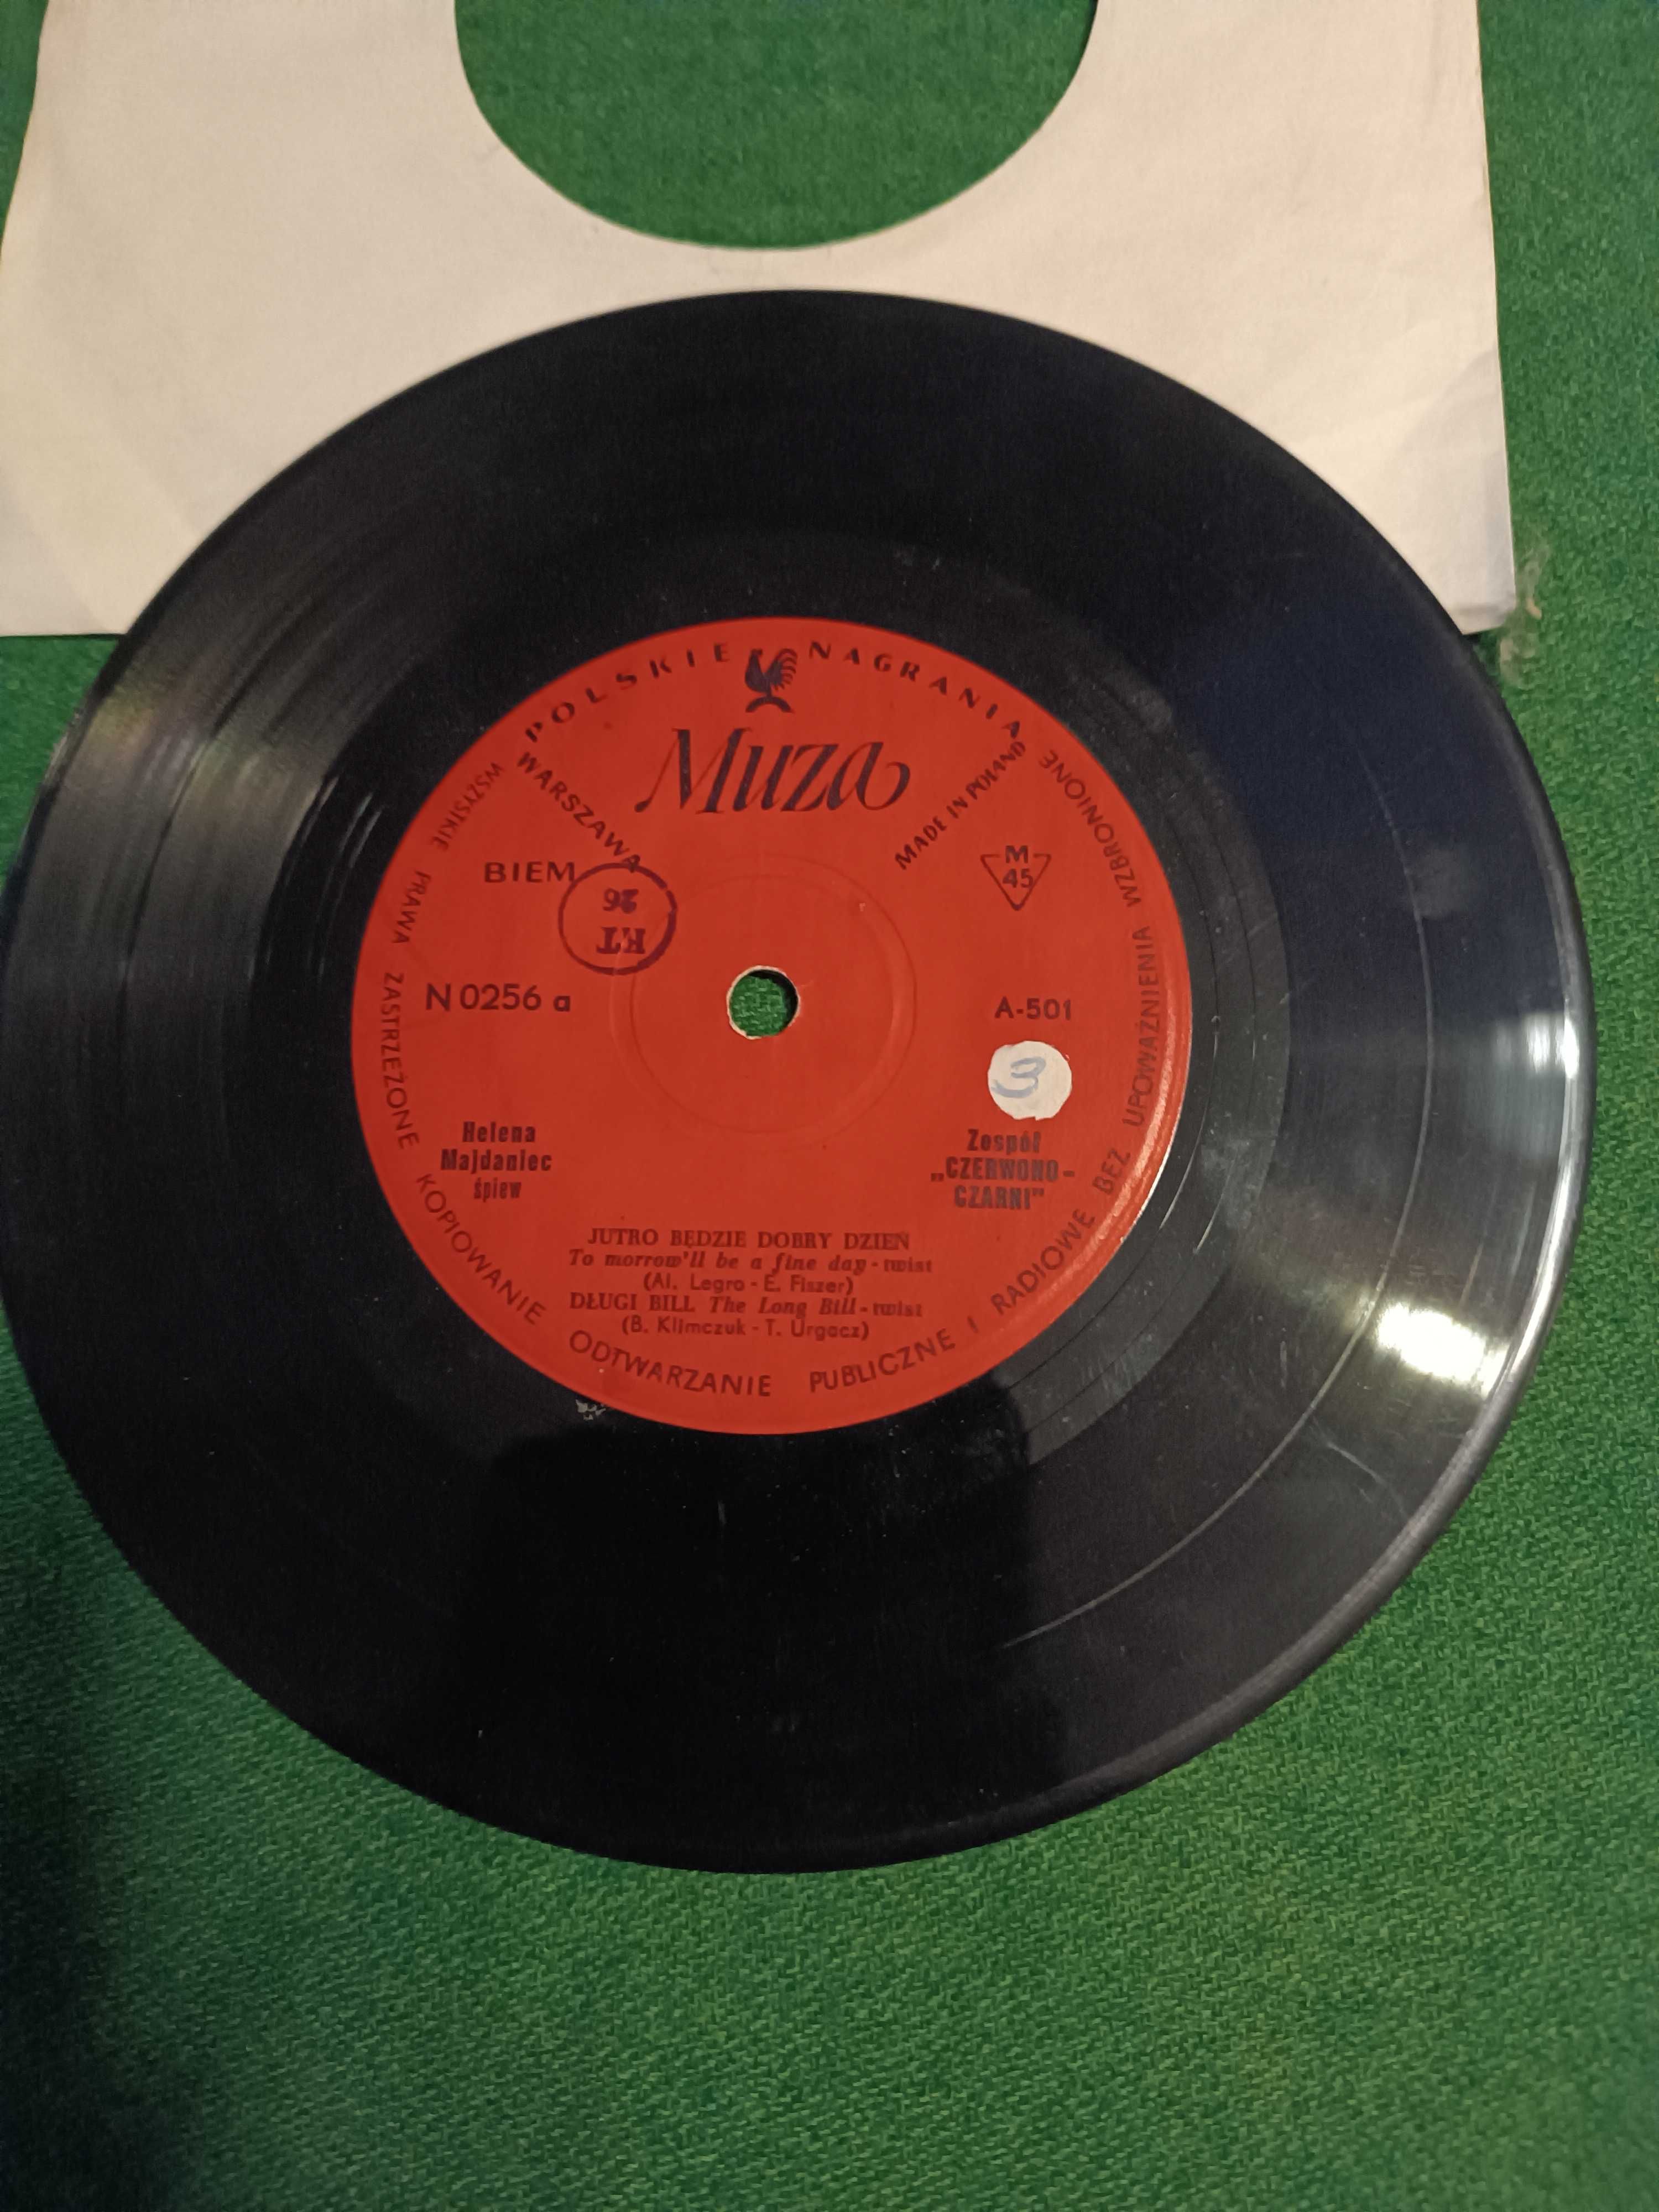 POLSKIE NAGRANIA
WARSZAWA
Muza
MADE IN POLAND
BIEM
KT
26
M
45
N 0256 a
A-501
3
Helena
Majdaniec
śpiew
Zespół
„CZERWONO-
CZARNI”
JUTRO BĘDZIE DOBRY DZIEŃ
To morrow'll be a fine day - twist
(Al. Legro - E. Fiszer)
DŁUGI BILL The Long Bill - twist
(B. Klimczuk - T. Urgacz)
WSZYSTKIE PRAWA ZASTRZEŻONE KOPIOWANIE ODTWARZANIE PUBLICZNE I RADIOWE BEZ UPOWAŻNIENIA WZBRONIONE